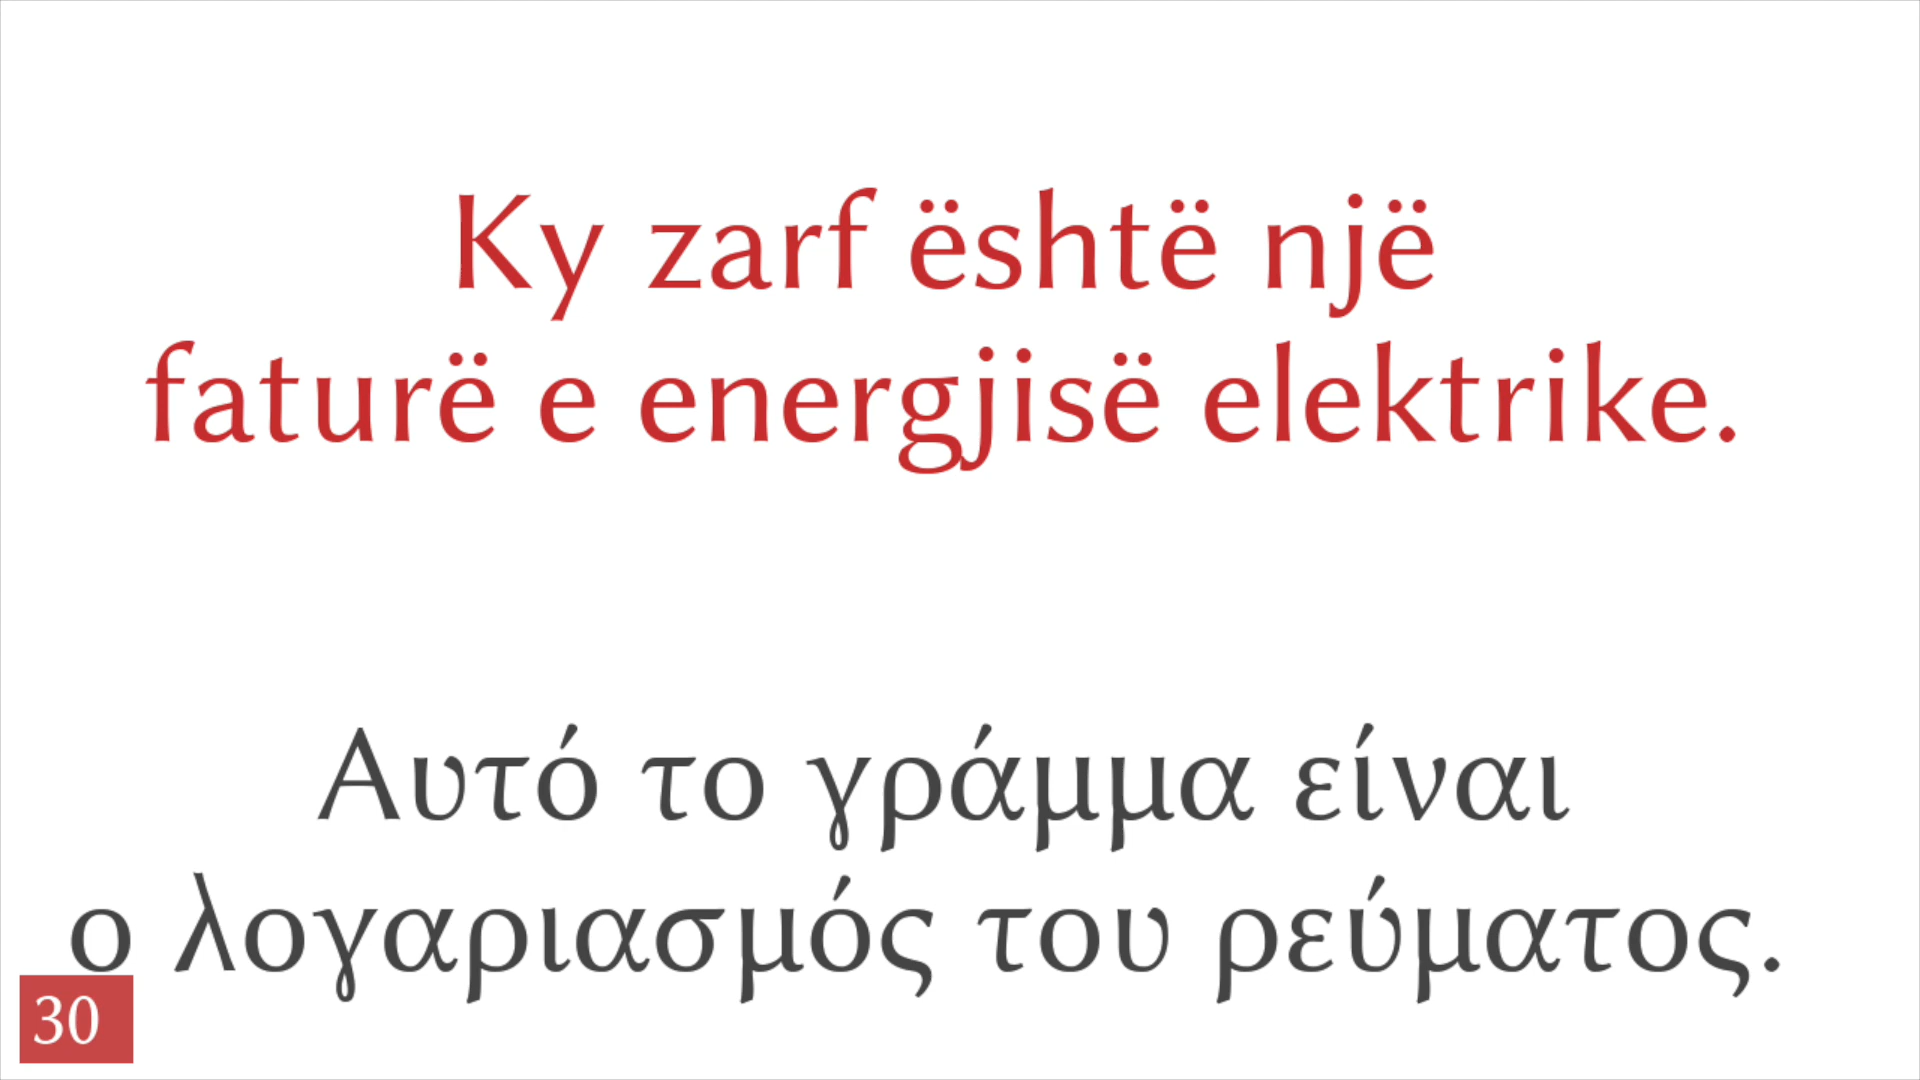 Ky zarf është një
faturë e energjisë elektrike.
Αυτό το γράμμα είναι
ο λογαριασμός του ρεύματος.
30